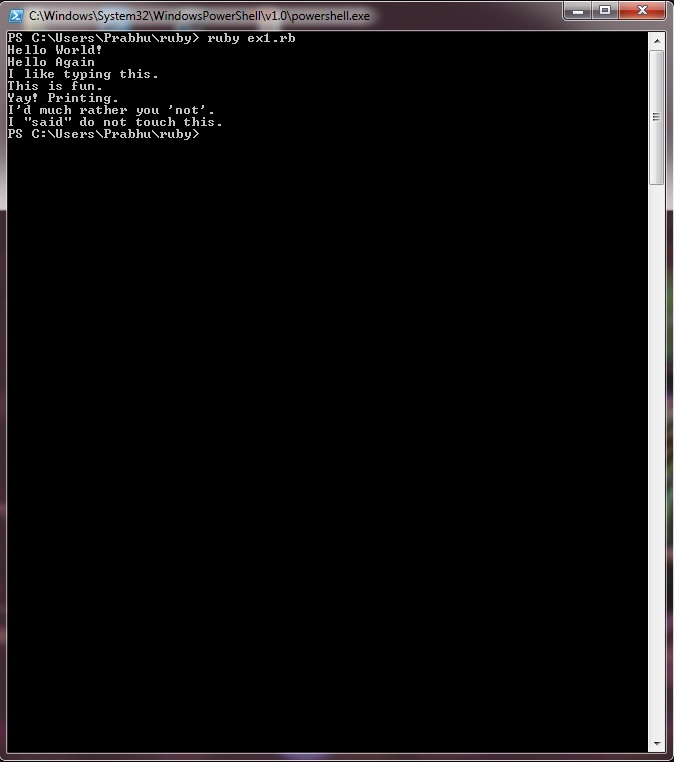 C:\Windows\System32\WindowsPowerShell\v1.0\powershell.exe
PS C:\Users\Prabhu\ruby> ruby ex1.rb
Hello World!
Hello Again
I like typing this.
This is fun.
Yay! Printing.
I'd much rather you 'not'.
I "said" do not touch this.
PS C:\Users\Prabhu\ruby>